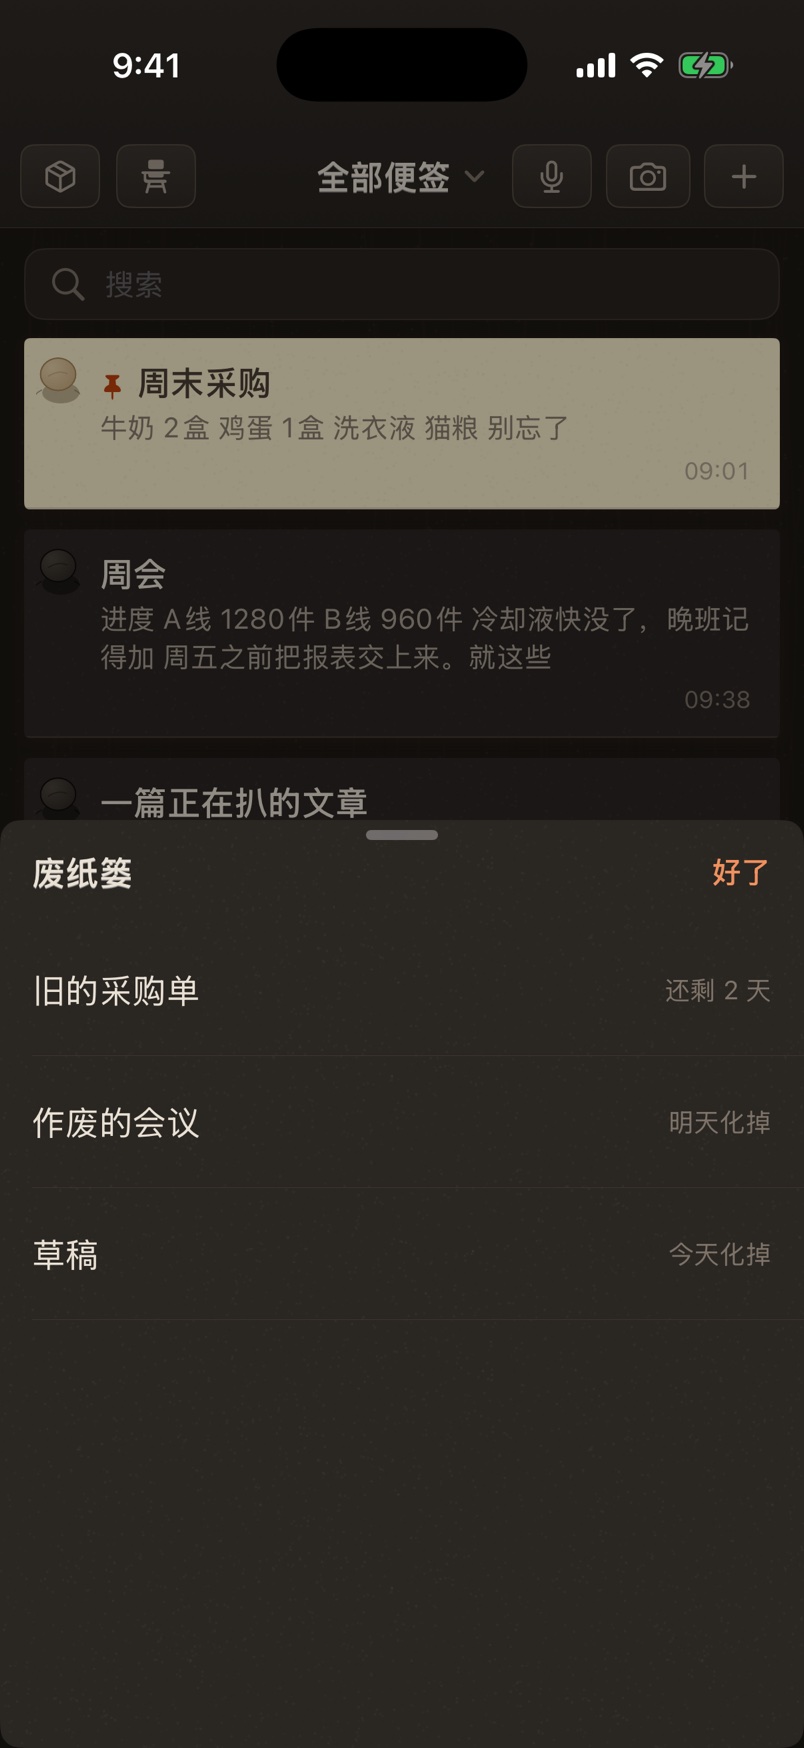 9:41
全部便签
搜索
周末采购
牛奶 2盒 鸡蛋 1盒 洗衣液 猫粮 别忘了
09:01
周会
进度 A线 1280件 B线 960件 冷却液快没了，晚班记
得加 周五之前把报表交上来。就这些
09:38
一篇正在扒的文章
废纸篓
好了
旧的采购单
还剩 2 天
作废的会议
明天化掉
草稿
今天化掉